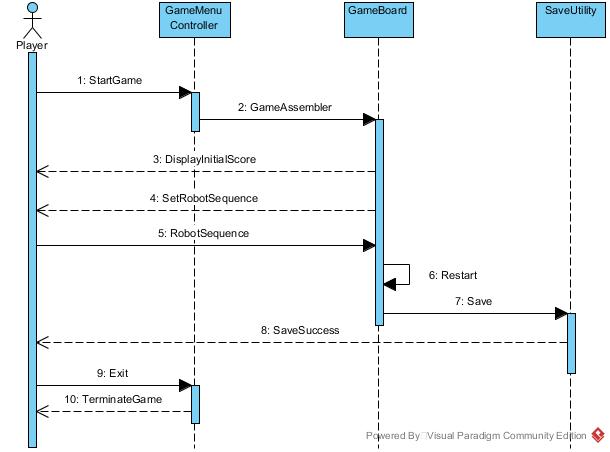 GameMenu
Controller
GameBoard
SaveUtility
Player
1: StartGame
2: GameAssembler
3: DisplayInitialScore
4: SetRobotSequence
5: RobotSequence
6: Restart
7: Save
8: SaveSuccess
9: Exit
10: TerminateGame
Powered By Visual Paradigm Community Edition